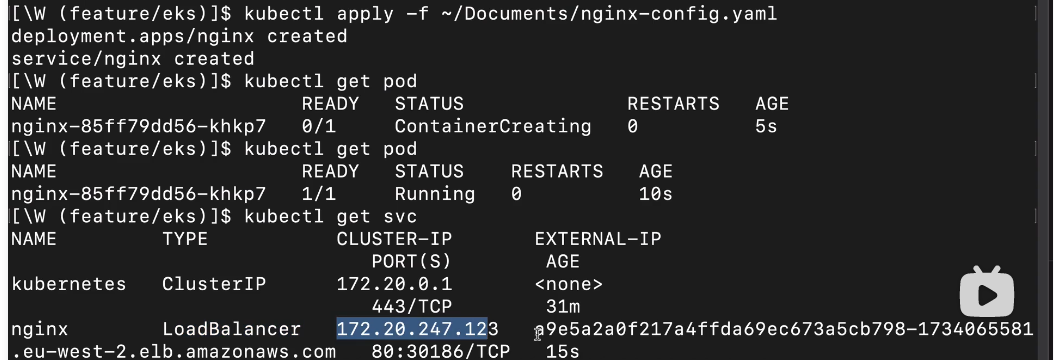 [\W (feature/eks)]$ kubectl apply -f ~/Documents/nginx-config.yaml
deployment.apps/nginx created
service/nginx created
[\W (feature/eks)]$ kubectl get pod
NAME                     READY   STATUS              RESTARTS   AGE
nginx-85ff79dd56-khkp7   0/1     ContainerCreating   0          5s
[\W (feature/eks)]$ kubectl get pod
NAME                     READY   STATUS    RESTARTS   AGE
nginx-85ff79dd56-khkp7   1/1     Running   0          10s
[\W (feature/eks)]$ kubectl get svc
NAME         TYPE           CLUSTER-IP       EXTERNAL-IP
PORT(S)        AGE
kubernetes   ClusterIP      172.20.0.1       <none>
443/TCP        31m
nginx        LoadBalancer   172.20.247.123   a9e5a2a0f217a4ffda69ec673a5cb798-1734065581
.eu-west-2.elb.amazonaws.com   80:30186/TCP   15s